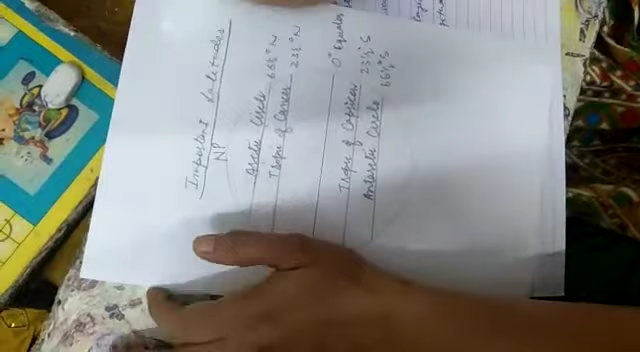 Important Latitudes
NP
Arctic Circle 66½° N
Tropic of Cancer 23½° N
0° Equator
Tropic of Capricon 23½° S
Antarctic Circle 66½° S